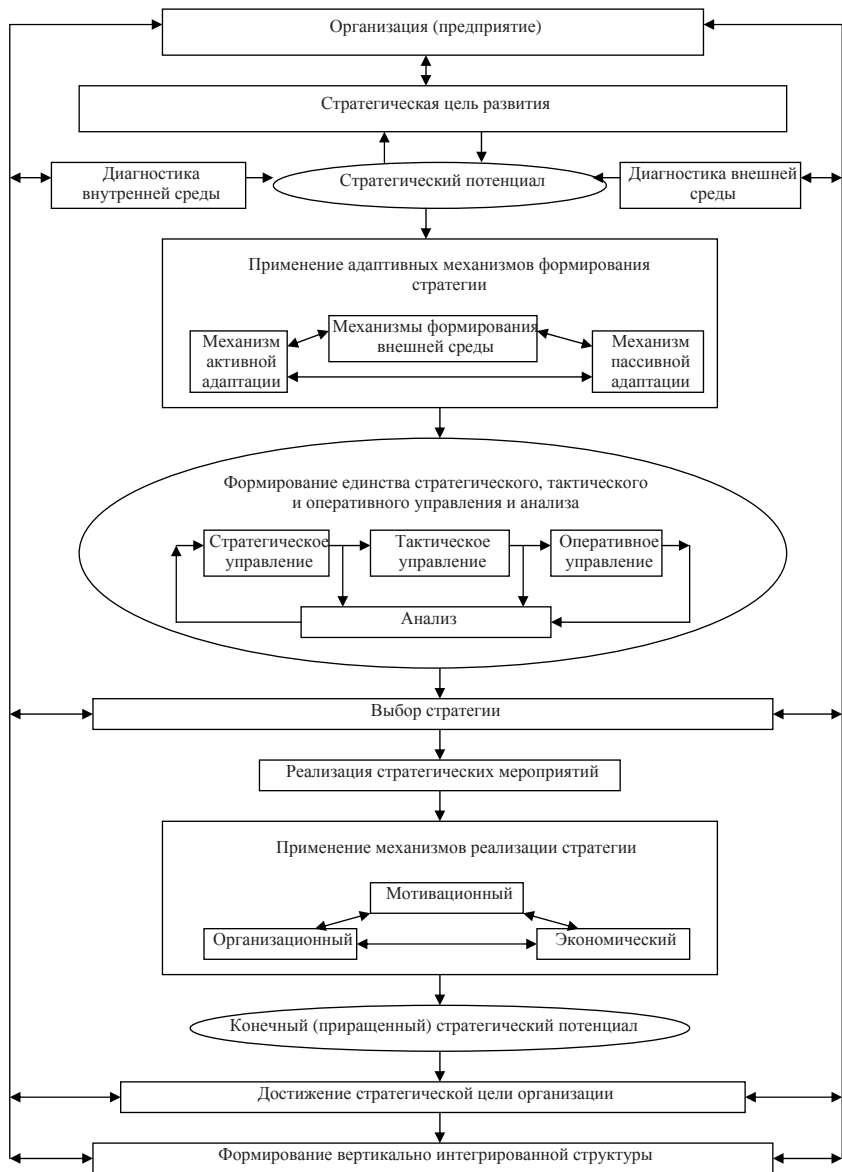 Организация (предприятие)
Стратегическая цель развития
Диагностика
внутренней среды
Стратегический потенциал
Диагностика внешней
среды
Применение адаптивных механизмов формирования
стратегии
Механизм
активной
адаптации
Механизмы формирования
внешней среды
Механизм
пассивной
адаптации
Формирование единства стратегического, тактического
и оперативного управления и анализа
Стратегическое
управление
Тактическое
управление
Оперативное
управление
Анализ
Выбор стратегии
Реализация стратегических мероприятий
Применение механизмов реализации стратегии
Мотивационный
Организационный
Экономический
Конечный (приращенный) стратегический потенциал
Достижение стратегической цели организации
Формирование вертикально интегрированной структуры